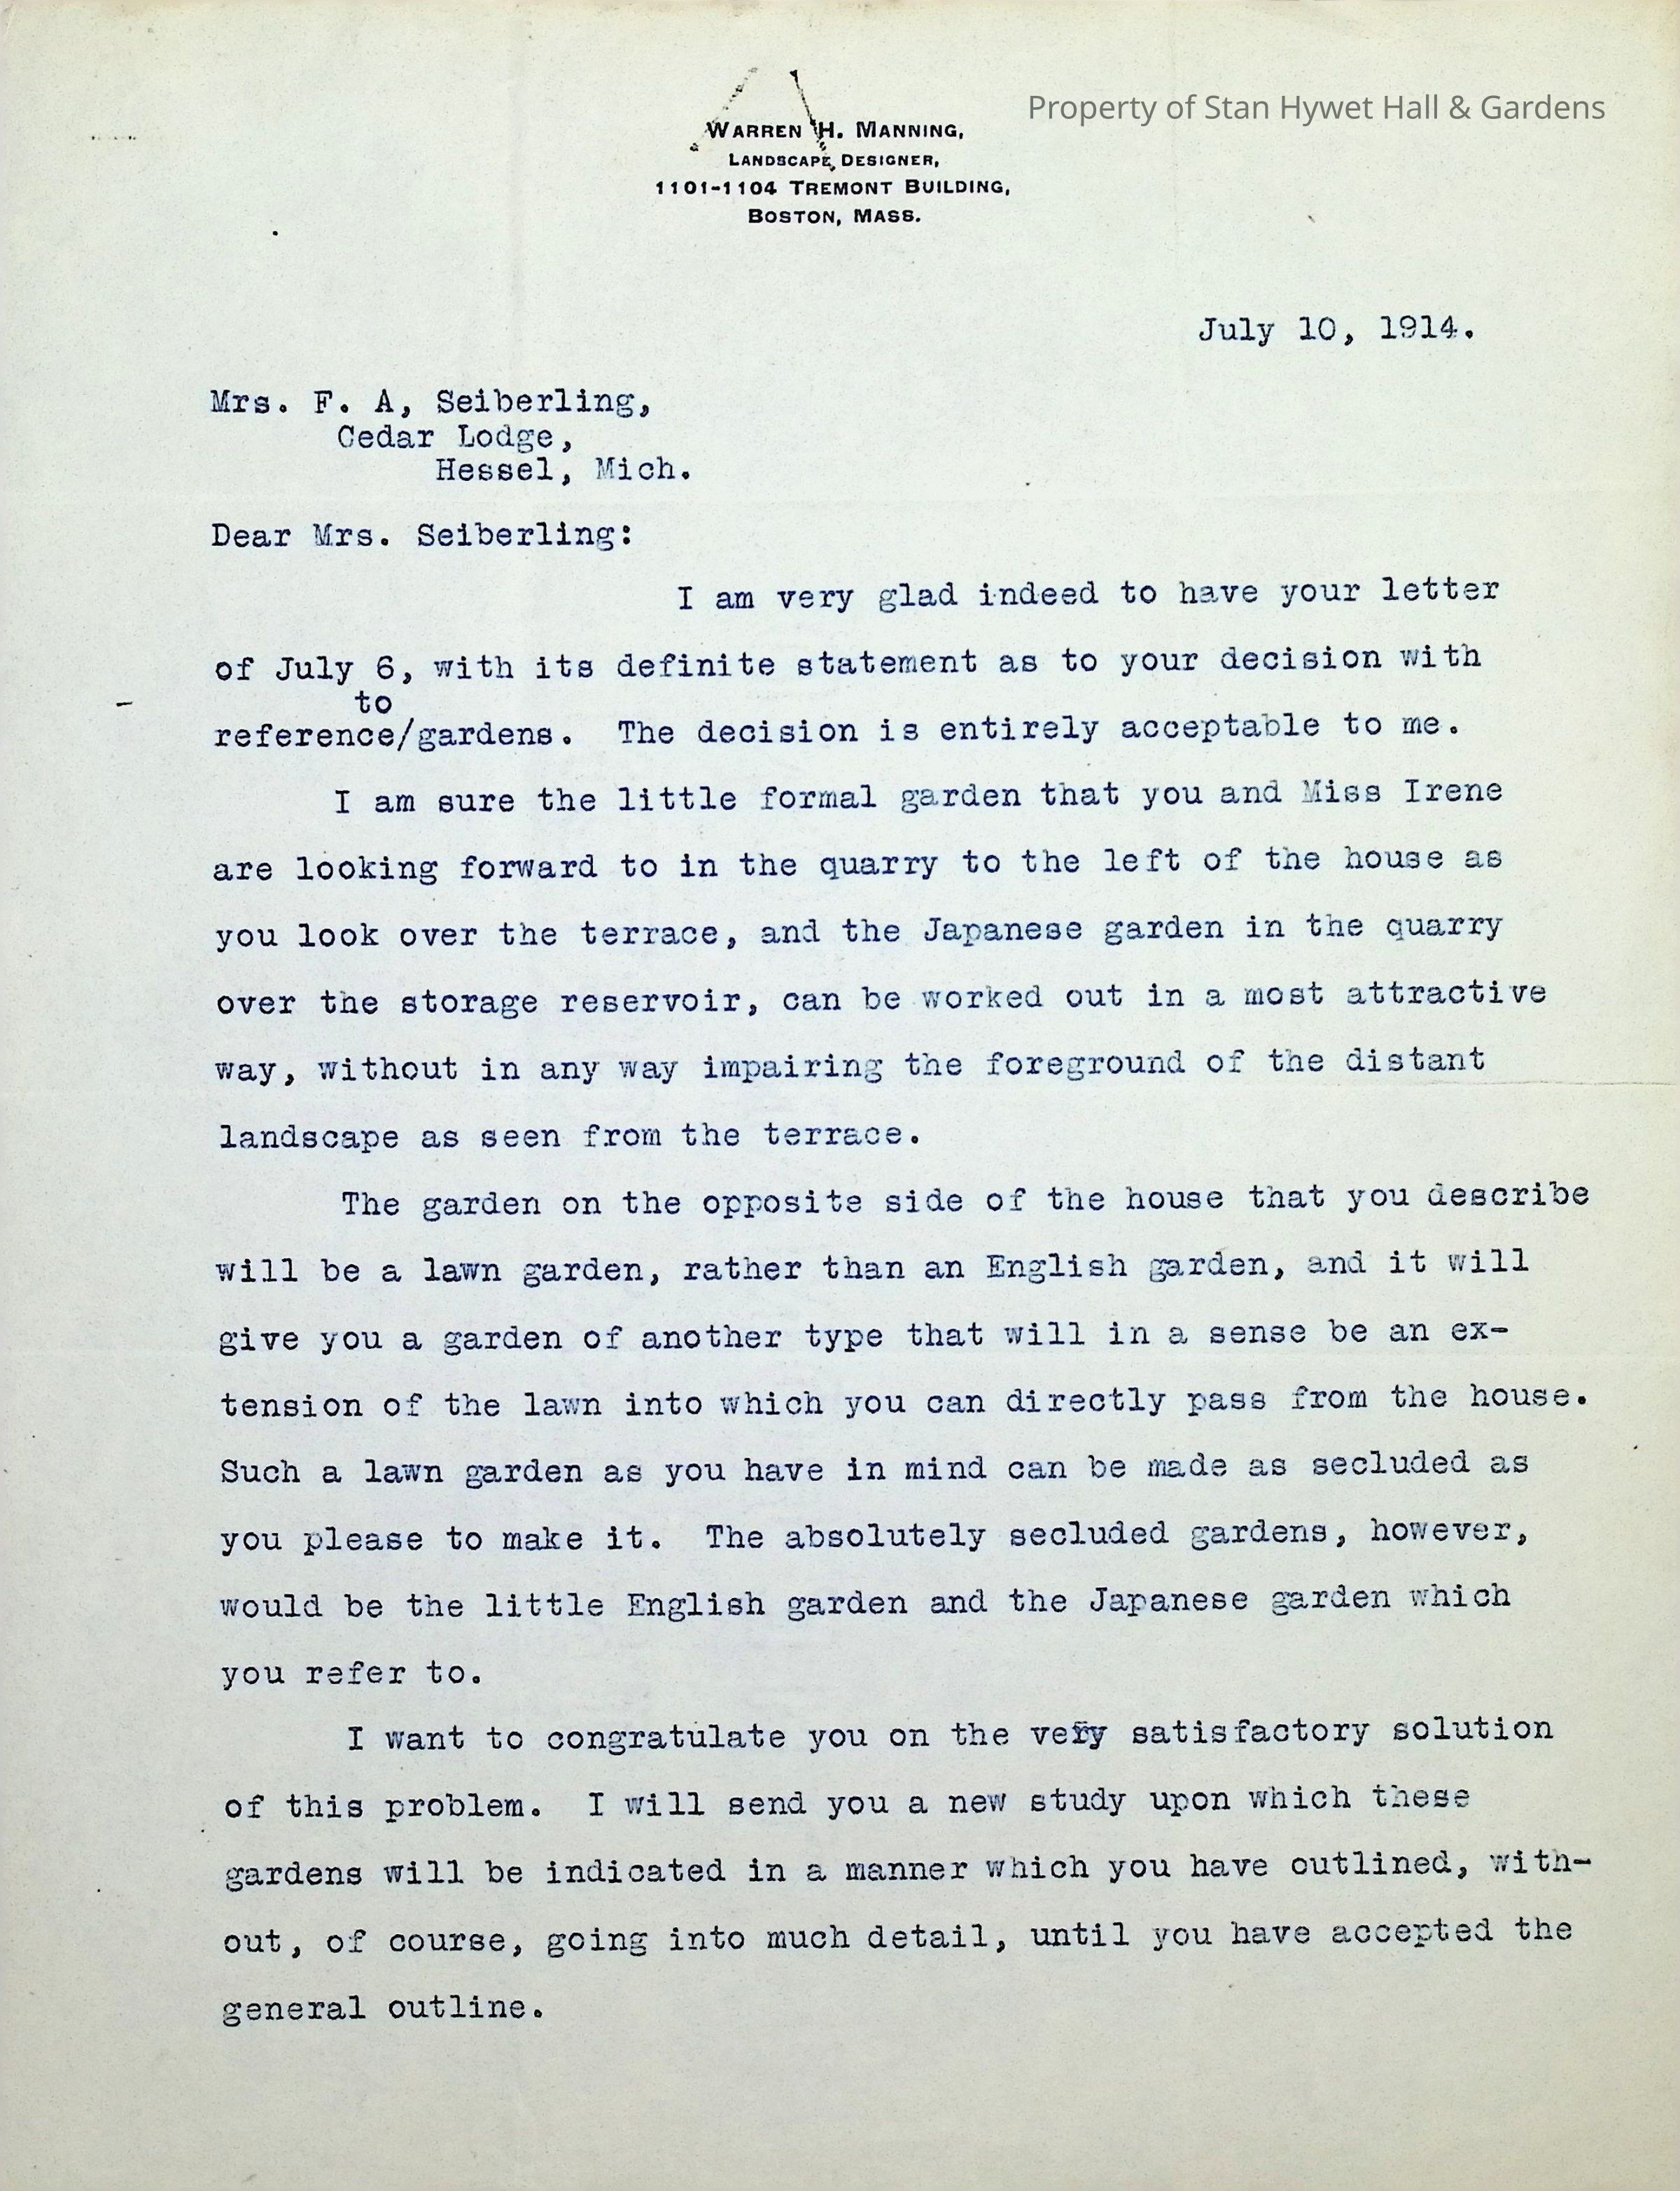 Property of Stan Hywet Hall & Gardens
Warren H. Manning,
Landscape Designer,
1101-1104 Tremont Building,
Boston, Mass.
July 10, 1914.
Mrs. F. A, Seiberling,
Cedar Lodge,
Hessel, Mich.
Dear Mrs. Seiberling:
I am very glad indeed to have your letter
of July 6, with its definite statement as to your decision with
to
reference/gardens. The decision is entirely acceptable to me.
I am sure the little formal garden that you and Miss Irene
are looking forward to in the quarry to the left of the house as
you look over the terrace, and the Japanese garden in the quarry
over the storage reservoir, can be worked out in a most attractive
way, without in any way impairing the foreground of the distant
landscape as seen from the terrace.
The garden on the opposite side of the house that you describe
will be a lawn garden, rather than an English garden, and it will
give you a garden of another type that will in a sense be an ex-
tension of the lawn into which you can directly pass from the house.
Such a lawn garden as you have in mind can be made as secluded as
you please to make it. The absolutely secluded gardens, however,
would be the little English garden and the Japanese garden which
you refer to.
I want to congratulate you on the very satisfactory solution
of this problem. I will send you a new study upon which these
gardens will be indicated in a manner which you have outlined, with-
out, of course, going into much detail, until you have accepted the
general outline.